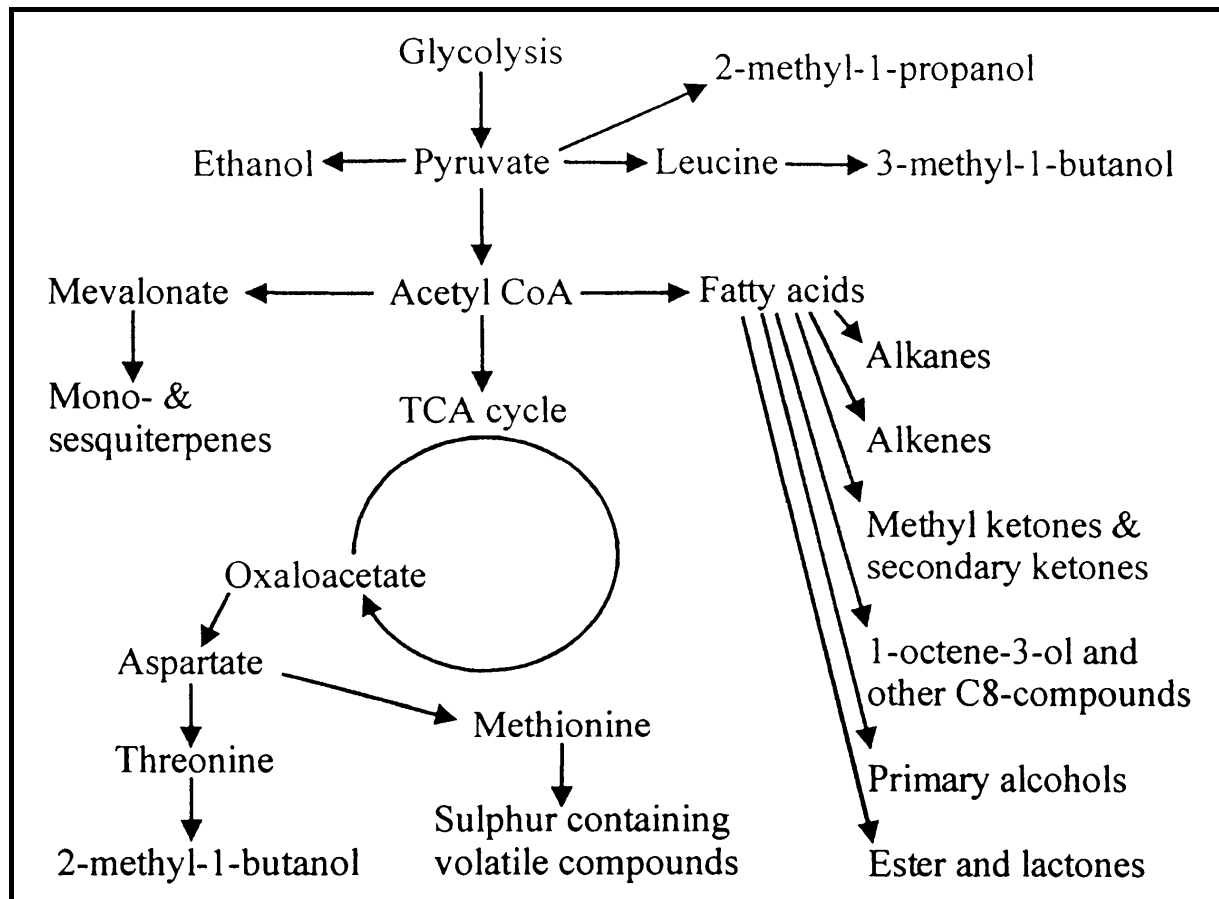 Glycolysis
2-methyl-1-propanol
Ethanol
Pyruvate
Leucine
3-methyl-1-butanol
Mevalonate
Acetyl CoA
Fatty acids
Mono- &
sesquiterpenes
TCA cycle
Alkanes
Alkenes
Methyl ketones &
secondary ketones
Oxaloacetate
Aspartate
1-octene-3-ol and
other C8-compounds
Methionine
Threonine
Primary alcohols
Sulphur containing
volatile compounds
2-methyl-1-butanol
Ester and lactones